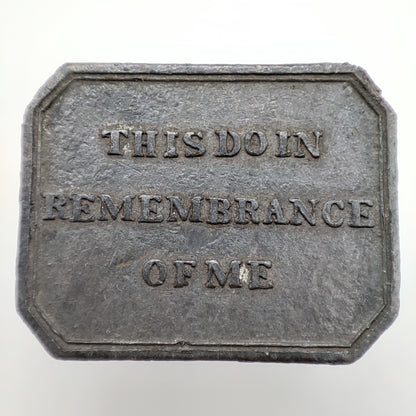 THIS DO IN
REMEMBRANCE
OF ME